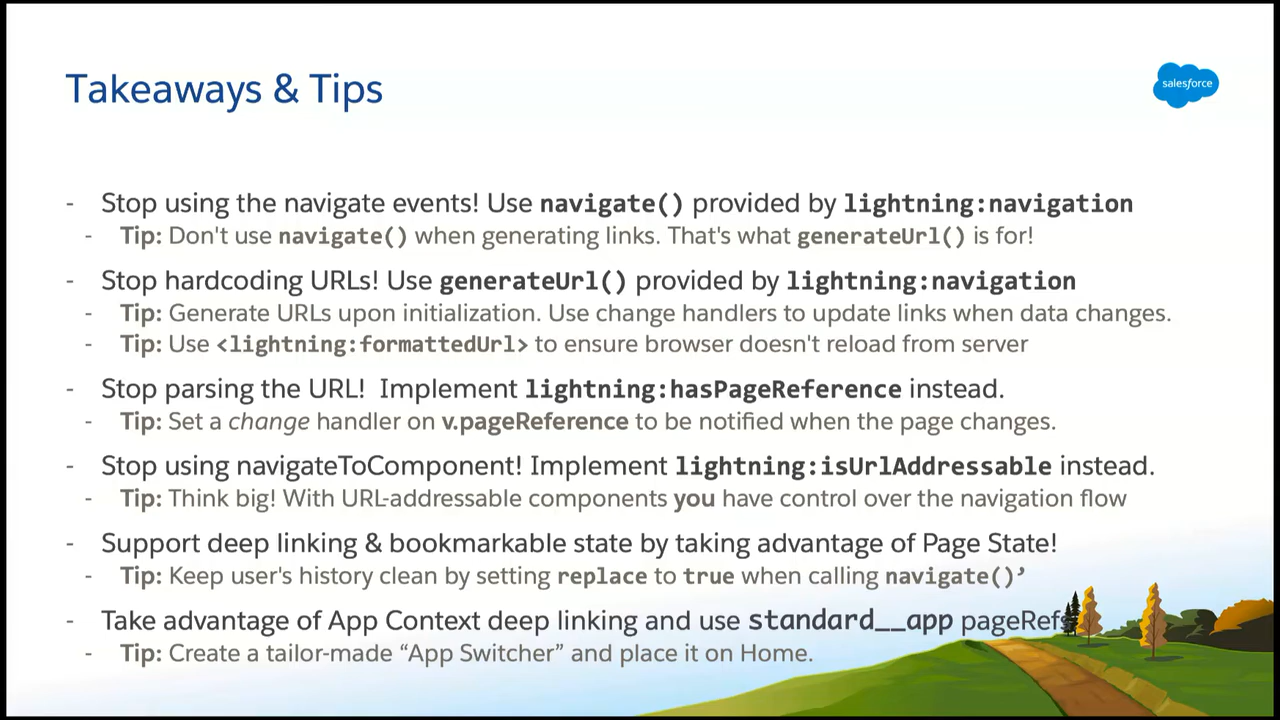 Takeaways & Tips
salesforce
- Stop using the navigate events! Use navigate() provided by lightning:navigation
- Tip: Don't use navigate() when generating links. That's what generateUrl() is for!
- Stop hardcoding URLs! Use generateUrl() provided by lightning:navigation
- Tip: Generate URLs upon initialization. Use change handlers to update links when data changes.
- Tip: Use <lightning:formattedUrl> to ensure browser doesn't reload from server
- Stop parsing the URL!  Implement lightning:hasPageReference instead.
- Tip: Set a change handler on v.pageReference to be notified when the page changes.
- Stop using navigateToComponent! Implement lightning:isUrlAddressable instead.
- Tip: Think big! With URL-addressable components you have control over the navigation flow
- Support deep linking & bookmarkable state by taking advantage of Page State!
- Tip: Keep user's history clean by setting replace to true when calling navigate()’
- Take advantage of App Context deep linking and use standard__app pageRefs
- Tip: Create a tailor-made “App Switcher” and place it on Home.